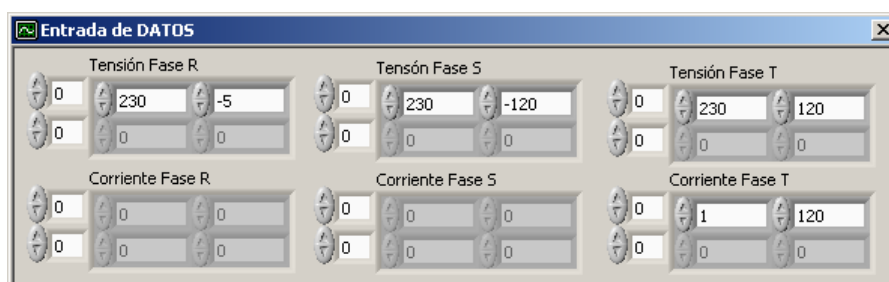 Entrada de DATOS
Tensión Fase R Tensón Fase S Tensión Fase T
0 230 -5 0 230 -120 0 230 120
0 0 0 0 0 0 0 0 0
Corriente Fase R Corriente Fase S Corriente Fase T
0 0 0 0 0 0 0 1 120
0 0 0 0 0 0 0 0 0